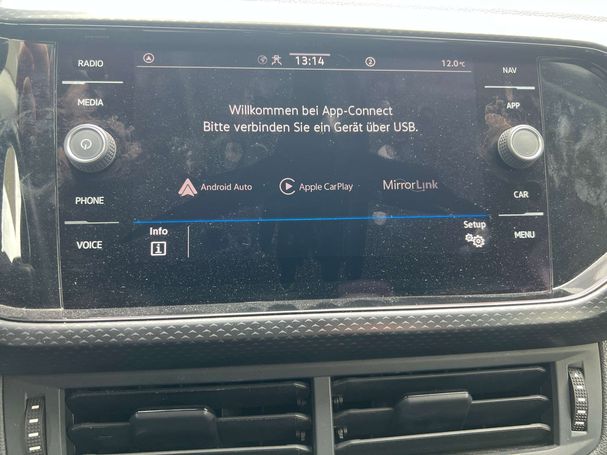 RADIO
MEDIA
PHONE
VOICE
13:14
2
12.0°C
Willkommen bei App-Connect
Bitte verbinden Sie ein Gerät über USB.
Android Auto
Apple CarPlay
MirrorLink
Info
Setup
NAV
APP
CAR
MENU